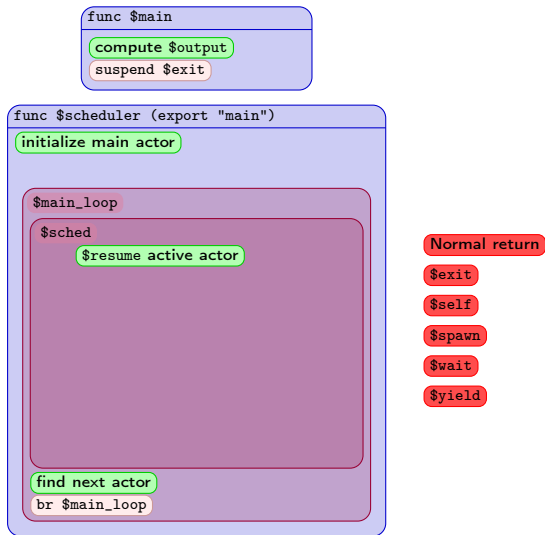 func $main
compute $output
suspend $exit
func $scheduler (export "main")
initialize main actor
$main_loop
$sched
$resume active actor
find next actor
br $main_loop
Normal return
$exit
$self
$spawn
$wait
$yield